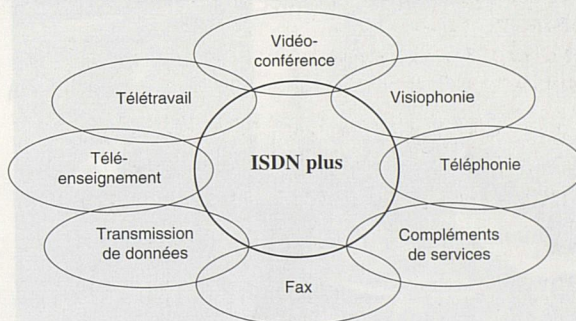 Vidéo-
conférence
Télétravail
Visiophonie
Télé-
enseignement
ISDN plus
Téléphonie
Transmission
de données
Compléments
de services
Fax